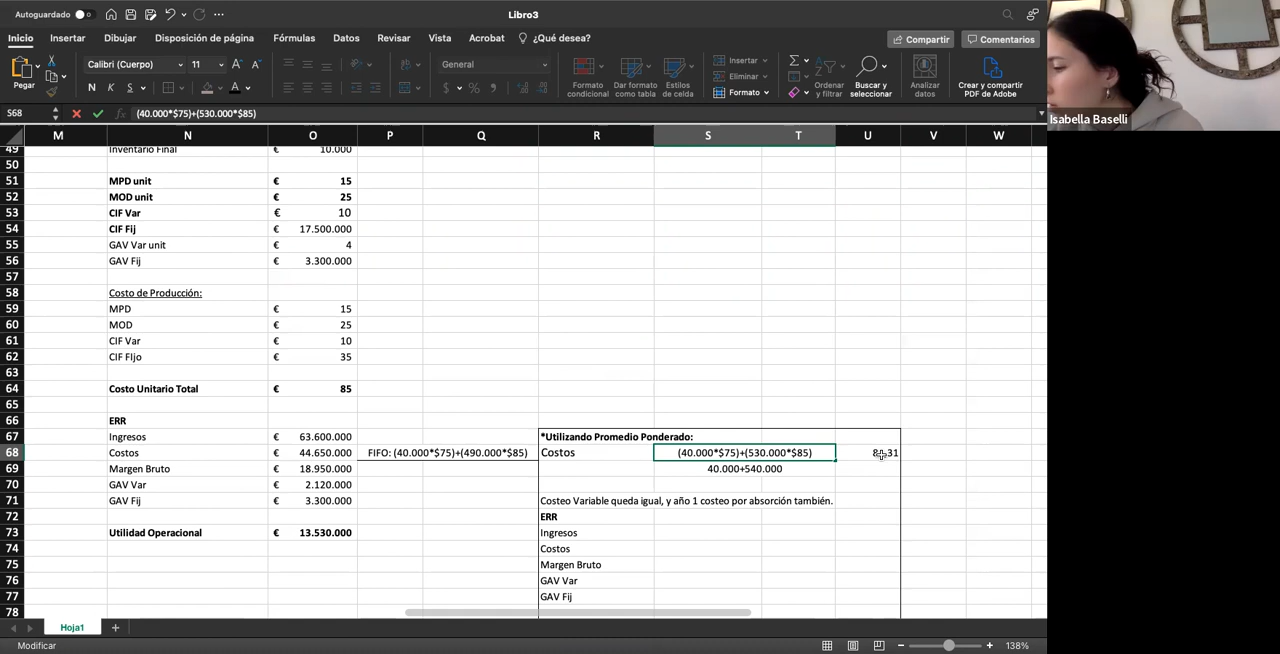 Autoguardado
Libro3
Inicio Insertar Dibujar Disposición de página Fórmulas Datos Revisar Vista Acrobat ¿Qué desea? Compartir Comentarios
Pegar
Calibri (Cuerpo) 11 A^ A˅
N K S
General
$ % 9
Formato condicional
Dar formato como tabla
Estilos de celda
Insertar
Eliminar
Formato
Ordenar y filtrar
Buscar y seleccionar
Analizar datos
Crear y compartir PDF de Adobe
S68 fx (40.000*$75)+(530.000*$85)
M N O P Q R S T U V W
49 Inventario Final € 10.000
50
51 MPD unit € 15
52 MOD unit € 25
53 CIF Var € 10
54 CIF Fij € 17.500.000
55 GAV Var unit € 4
56 GAV Fij € 3.300.000
57
58 Costo de Producción:
59 MPD € 15
60 MOD € 25
61 CIF Var € 10
62 CIF FIjo € 35
63
64 Costo Unitario Total € 85
65
66 ERR
67 Ingresos € 63.600.000 *Utilizando Promedio Ponderado:
68 Costos € 44.650.000 FIFO: (40.000*$75)+(490.000*$85) Costos (40.000*$75)+(530.000*$85)
69 Margen Bruto € 18.950.000 40.000+540.000
70 GAV Var € 2.120.000
71 GAV Fij € 3.300.000 Costeo Variable queda igual, y año 1 costeo por absorción también.
72 ERR
73 Utilidad Operacional € 13.530.000 Ingresos
74 Costos
75 Margen Bruto
76 GAV Var
77 GAV Fij
78
Hoja1 +
Modificar 138%
Isabella Baselli